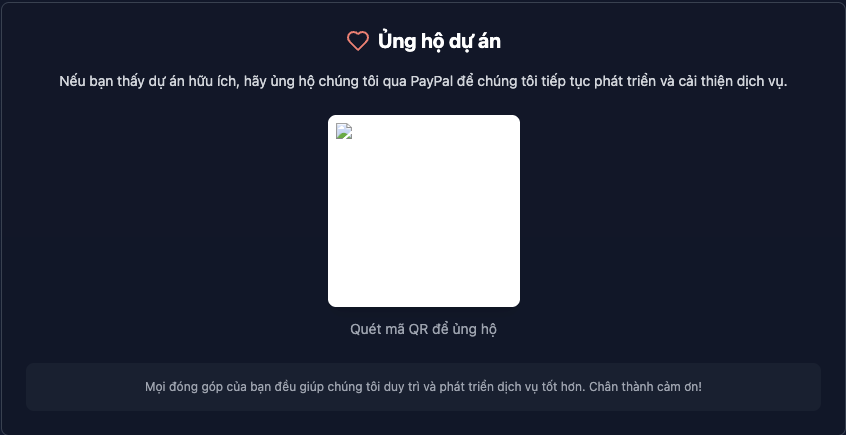 Ủng hộ dự án
Nếu bạn thấy dự án hữu ích, hãy ủng hộ chúng tôi qua PayPal để chúng tôi tiếp tục phát triển và cải thiện dịch vụ.
Quét mã QR để ủng hộ
Mọi đóng góp của bạn đều giúp chúng tôi duy trì và phát triển dịch vụ tốt hơn. Chân thành cảm ơn!